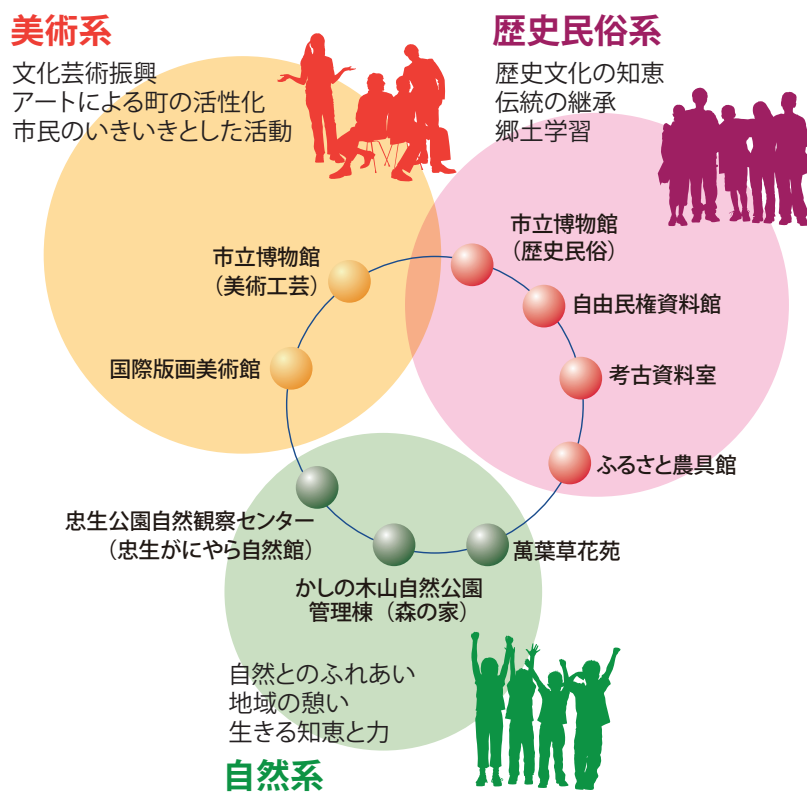 美術系
文化芸術振興
アートによる町の活性化
市民のいきいきとした活動
歴史民俗系
歴史文化の知恵
伝統の継承
郷土学習
市立博物館
（美術工芸）
国際版画美術館
市立博物館
（歴史民俗）
自由民権資料館
考古資料室
ふるさと農具館
忠生公園自然観察センター
（忠生がにやら自然館）
かしの木山自然公園
管理棟（森の家）
萬葉草花苑
自然とのふれあい
地域の憩い
生きる知恵と力
自然系